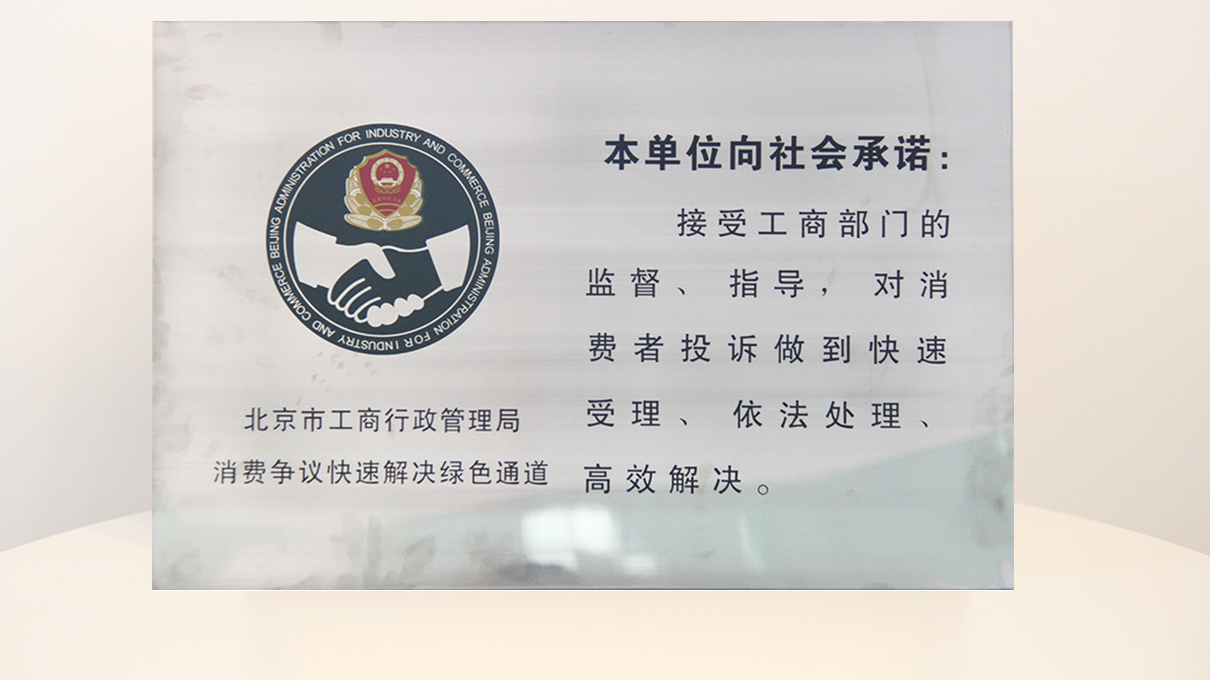 BEIJING ADMINISTRATION FOR INDUSTRY AND COMMERCE
BEIJING ADMINISTRATION FOR INDUSTRY AND COMMERCE
北京市工商行政管理局
消费争议快速解决绿色通道
本单位向社会承诺：
接受工商部门的
监督、指导，对消
费者投诉做到快速
受理、依法处理、
高效解决。